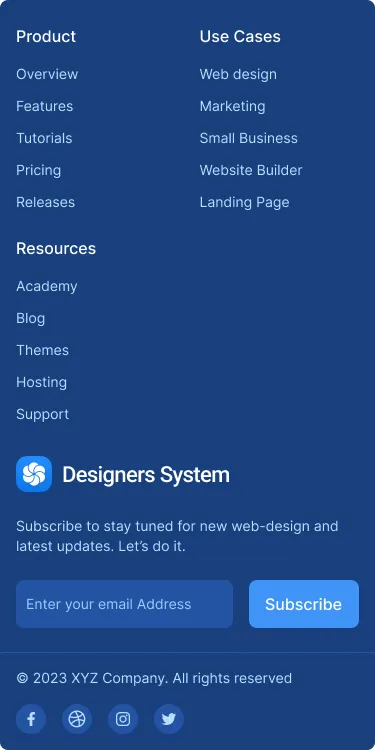 Product
Overview
Features
Tutorials
Pricing
Releases
Use Cases
Web design
Marketing
Small Business
Website Builder
Landing Page
Resources
Academy
Blog
Themes
Hosting
Support
Designers System
Subscribe to stay tuned for new web-design and
latest updates. Let’s do it.
Enter your email Address
Subscribe
© 2023 XYZ Company. All rights reserved